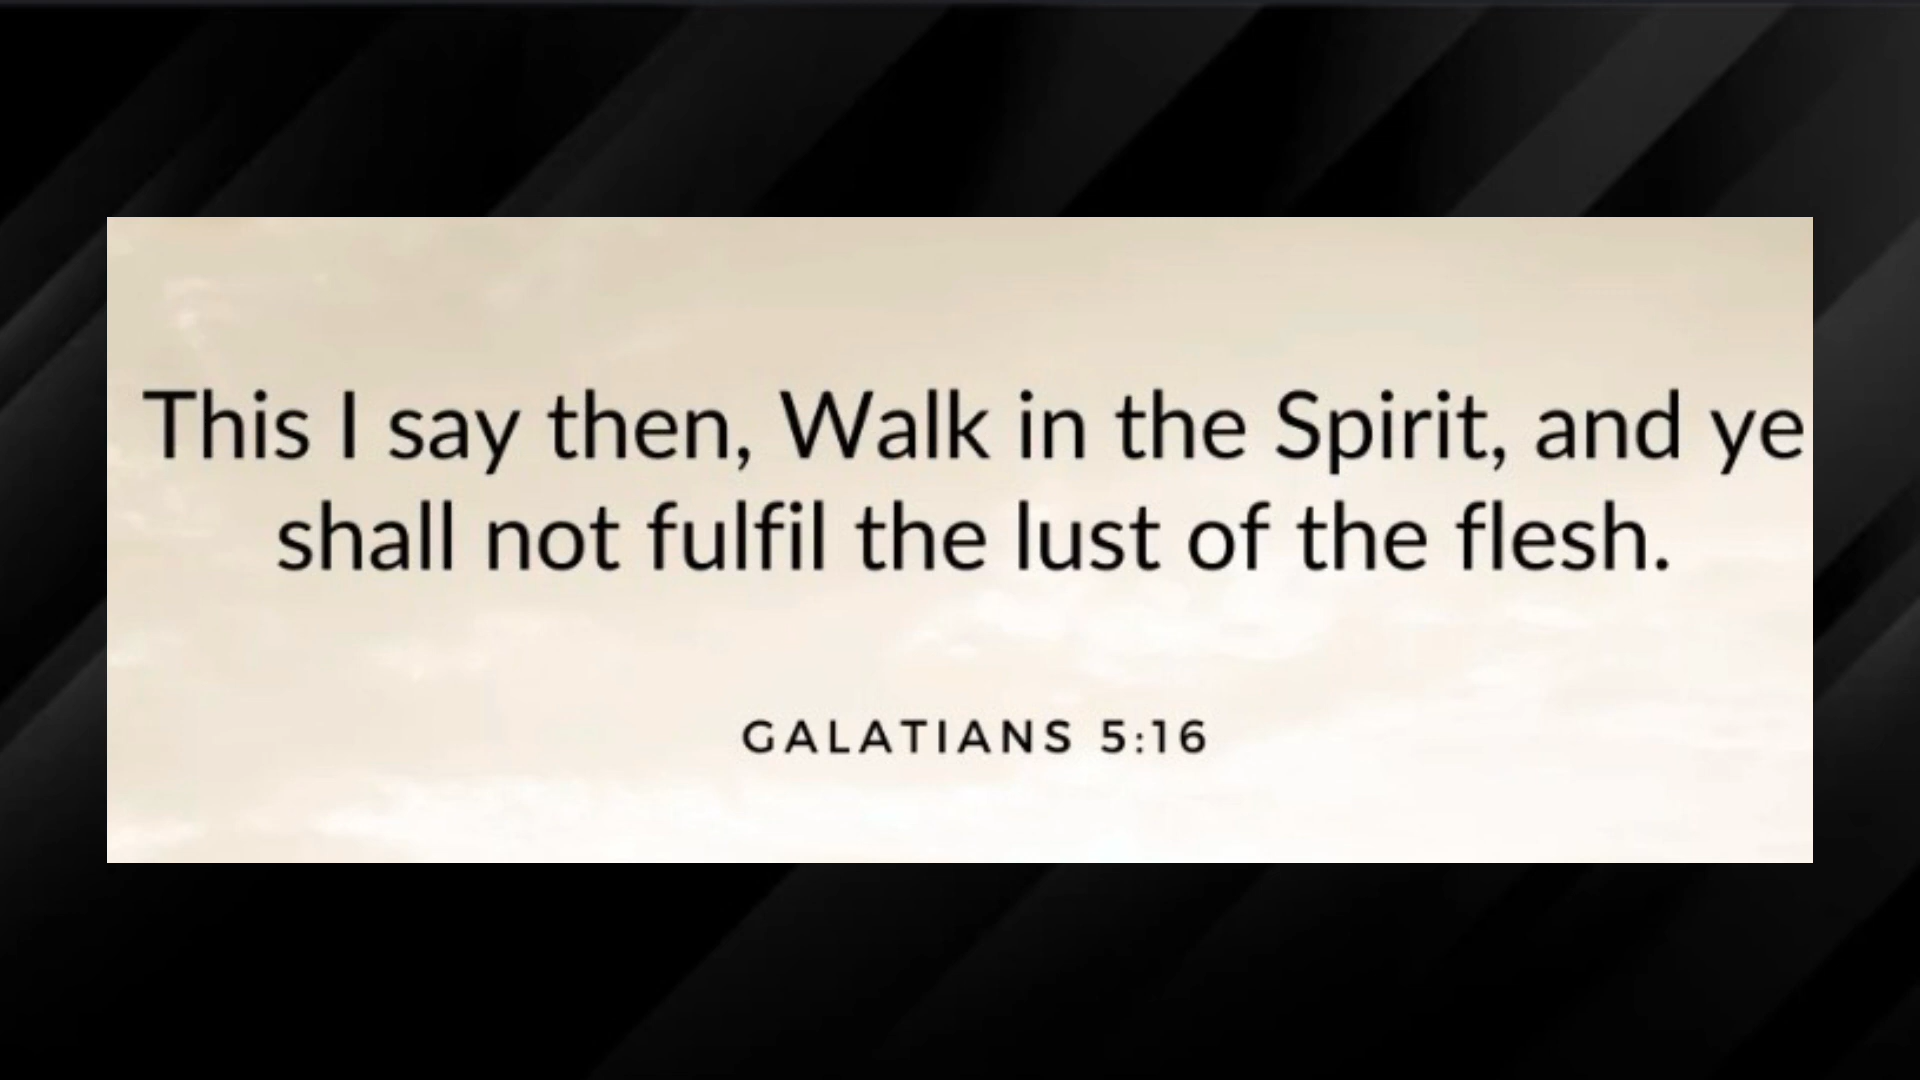 This I say then, Walk in the Spirit, and ye
shall not fulfil the lust of the flesh.
GALATIANS 5:16